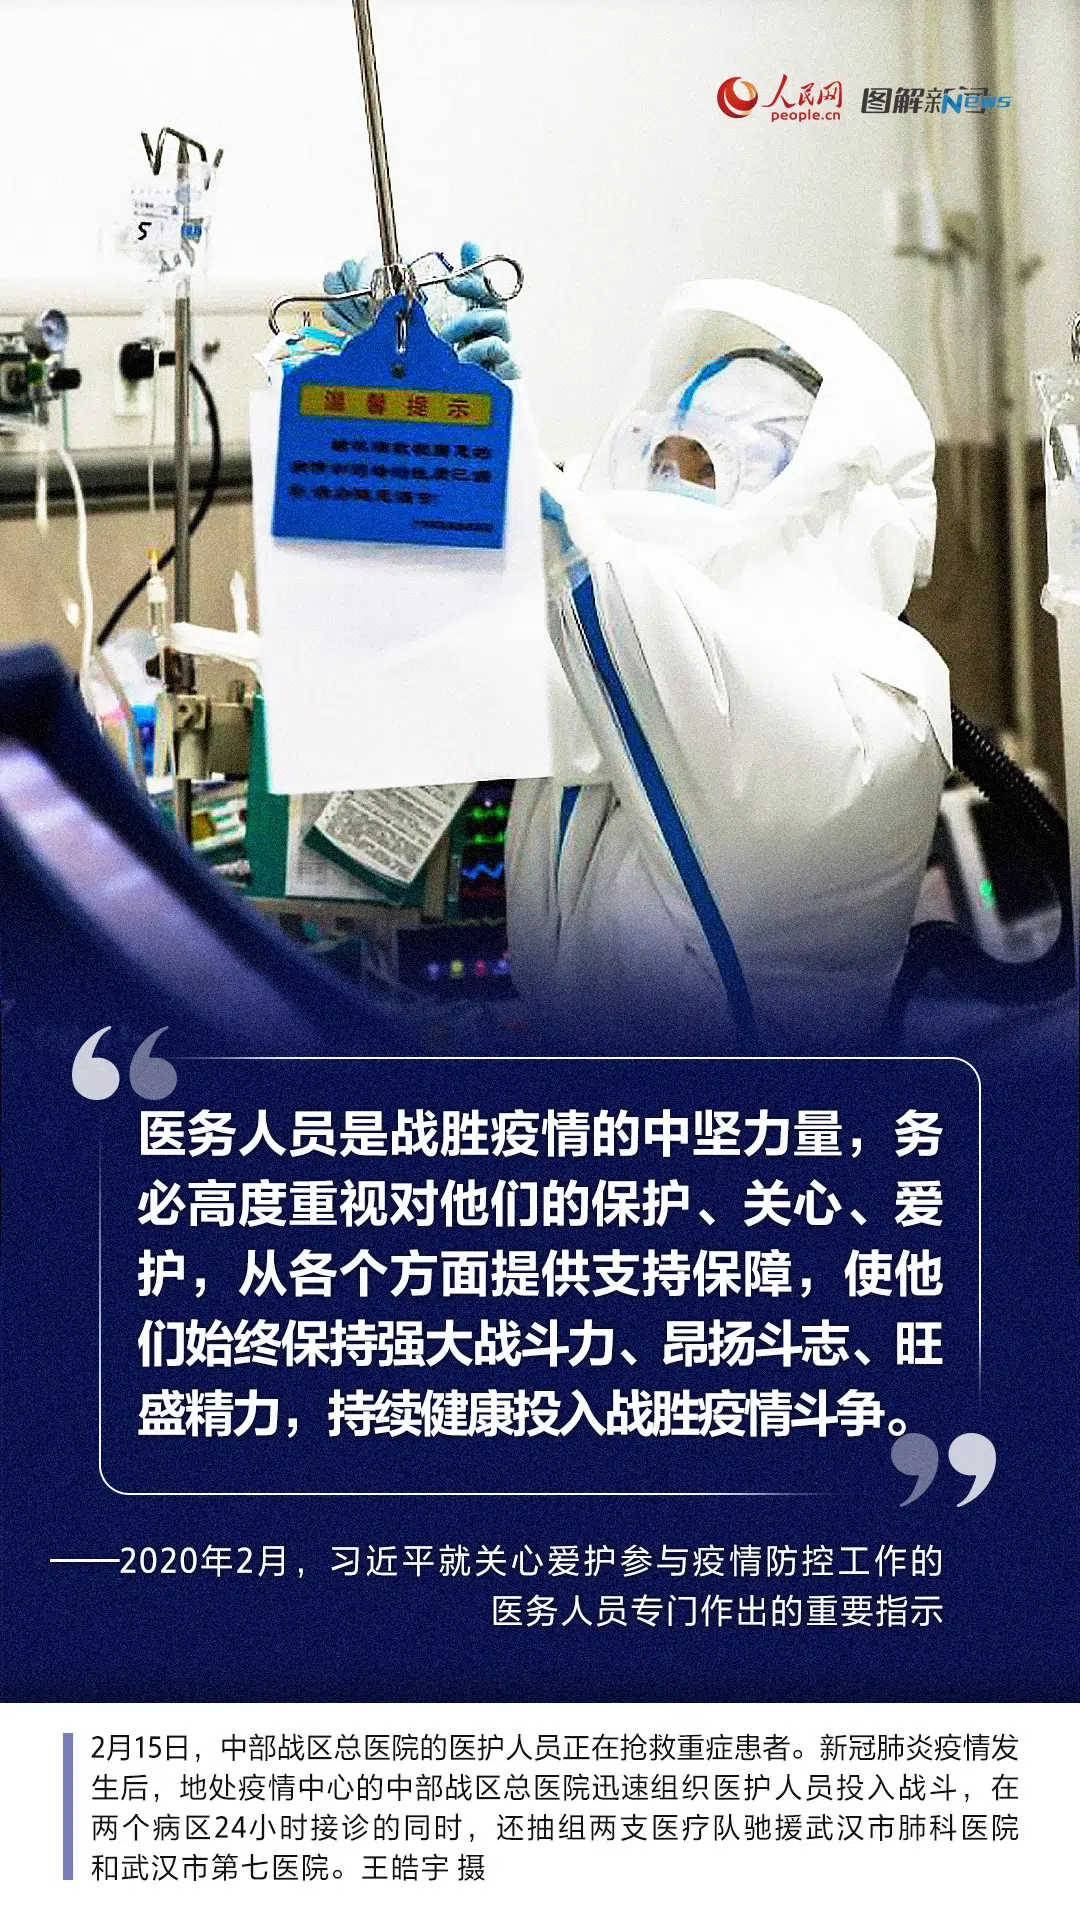 人民网
people.cn
图解新闻News
5
温馨提示
医务人员是战胜疫情的中坚力量，务
必高度重视对他们的保护、关心、爱
护，从各个方面提供支持保障，使他
们始终保持强大战斗力、昂扬斗志、旺
盛精力，持续健康投入战胜疫情斗争。
——2020年2月，习近平就关心爱护参与疫情防控工作的
医务人员专门作出的重要指示
2月15日，中部战区总医院的医护人员正在抢救重症患者。新冠肺炎疫情发
生后，地处疫情中心的中部战区总医院迅速组织医护人员投入战斗，在
两个病区24小时接诊的同时，还抽组两支医疗队驰援武汉市肺科医院
和武汉市第七医院。王皓宇 摄